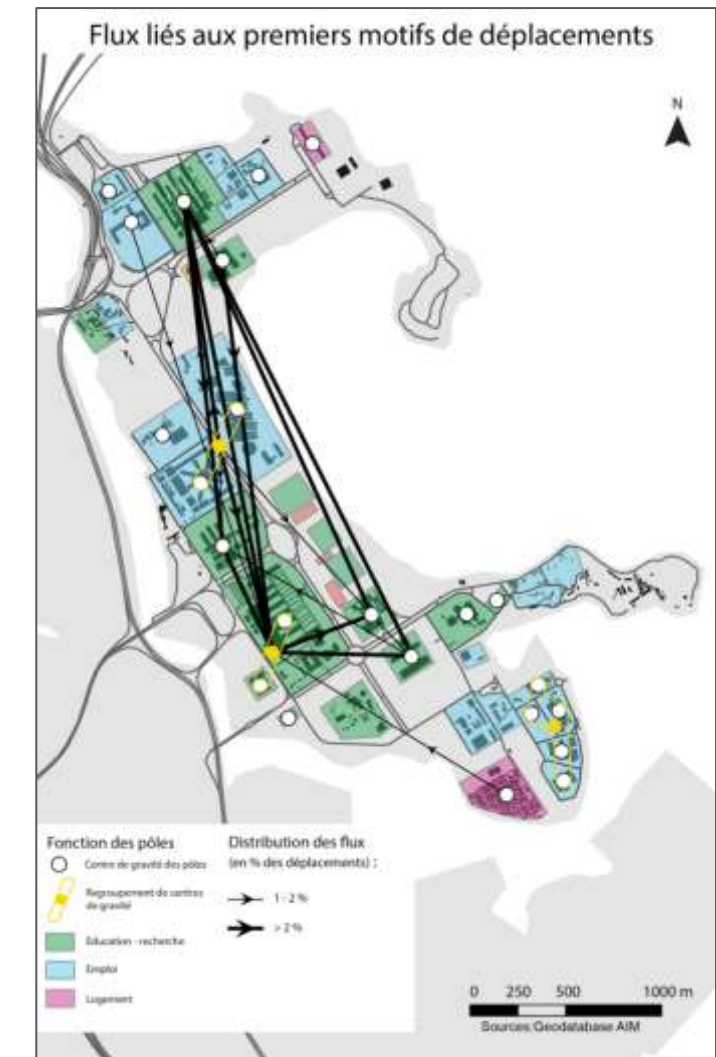 Flux liés aux premiers motifs de déplacements
N
Fonction des pôles
Centre de gravité des pôles
Regroupement de centres
de gravité
Education - recherche
Emploi
Logement
Distribution des flux
(en % des déplacements) :
1 - 2 %
> 2 %
0 250 500 1000 m
Sources:Geodatabase AIM